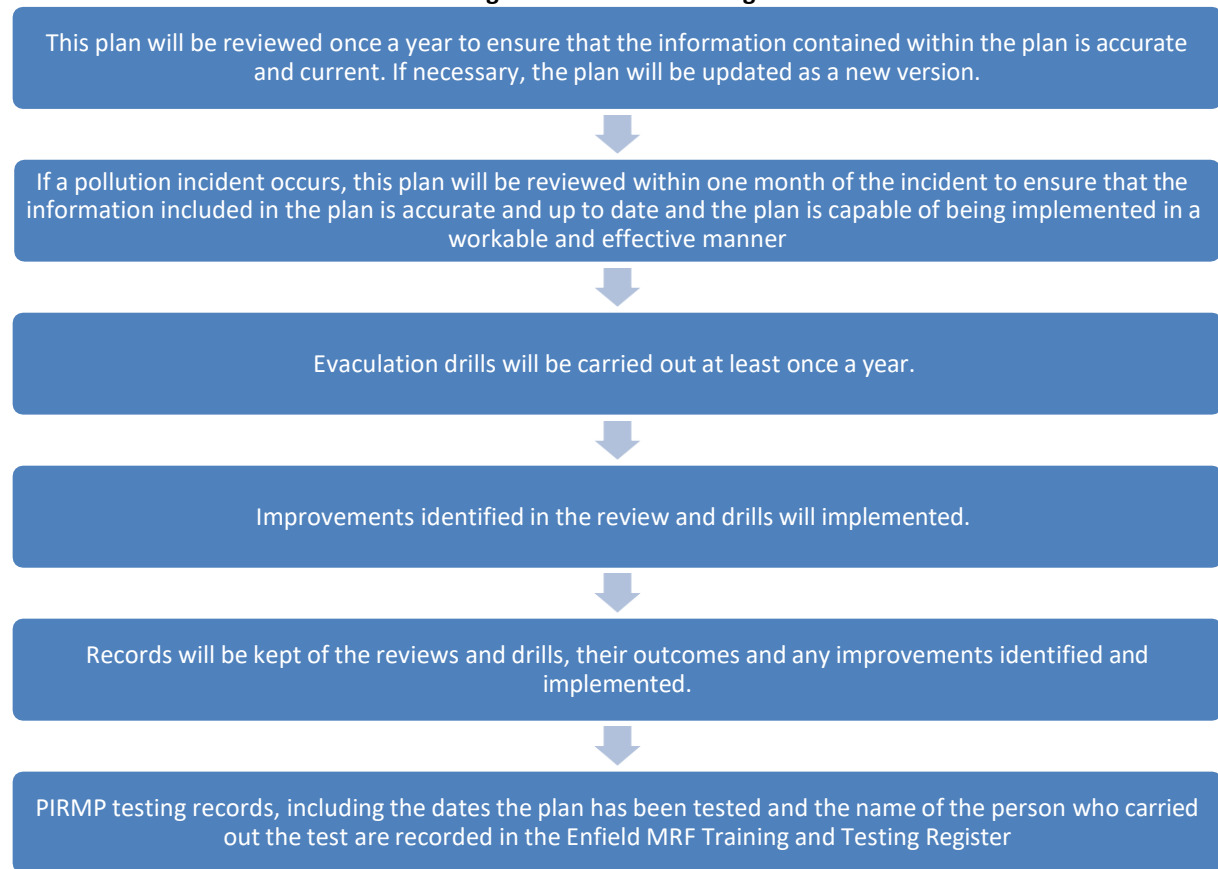 This plan will be reviewed once a year to ensure that the information contained within the plan is accurate
and current. If necessary, the plan will be updated as a new version.
If a pollution incident occurs, this plan will be reviewed within one month of the incident to ensure that the
information included in the plan is accurate and up to date and the plan is capable of being implemented in a
workable and effective manner
Evaculation drills will be carried out at least once a year.
Improvements identified in the review and drills will implemented.
Records will be kept of the reviews and drills, their outcomes and any improvements identified and
implemented.
PIRMP testing records, including the dates the plan has been tested and the name of the person who carried
out the test are recorded in the Enfield MRF Training and Testing Register